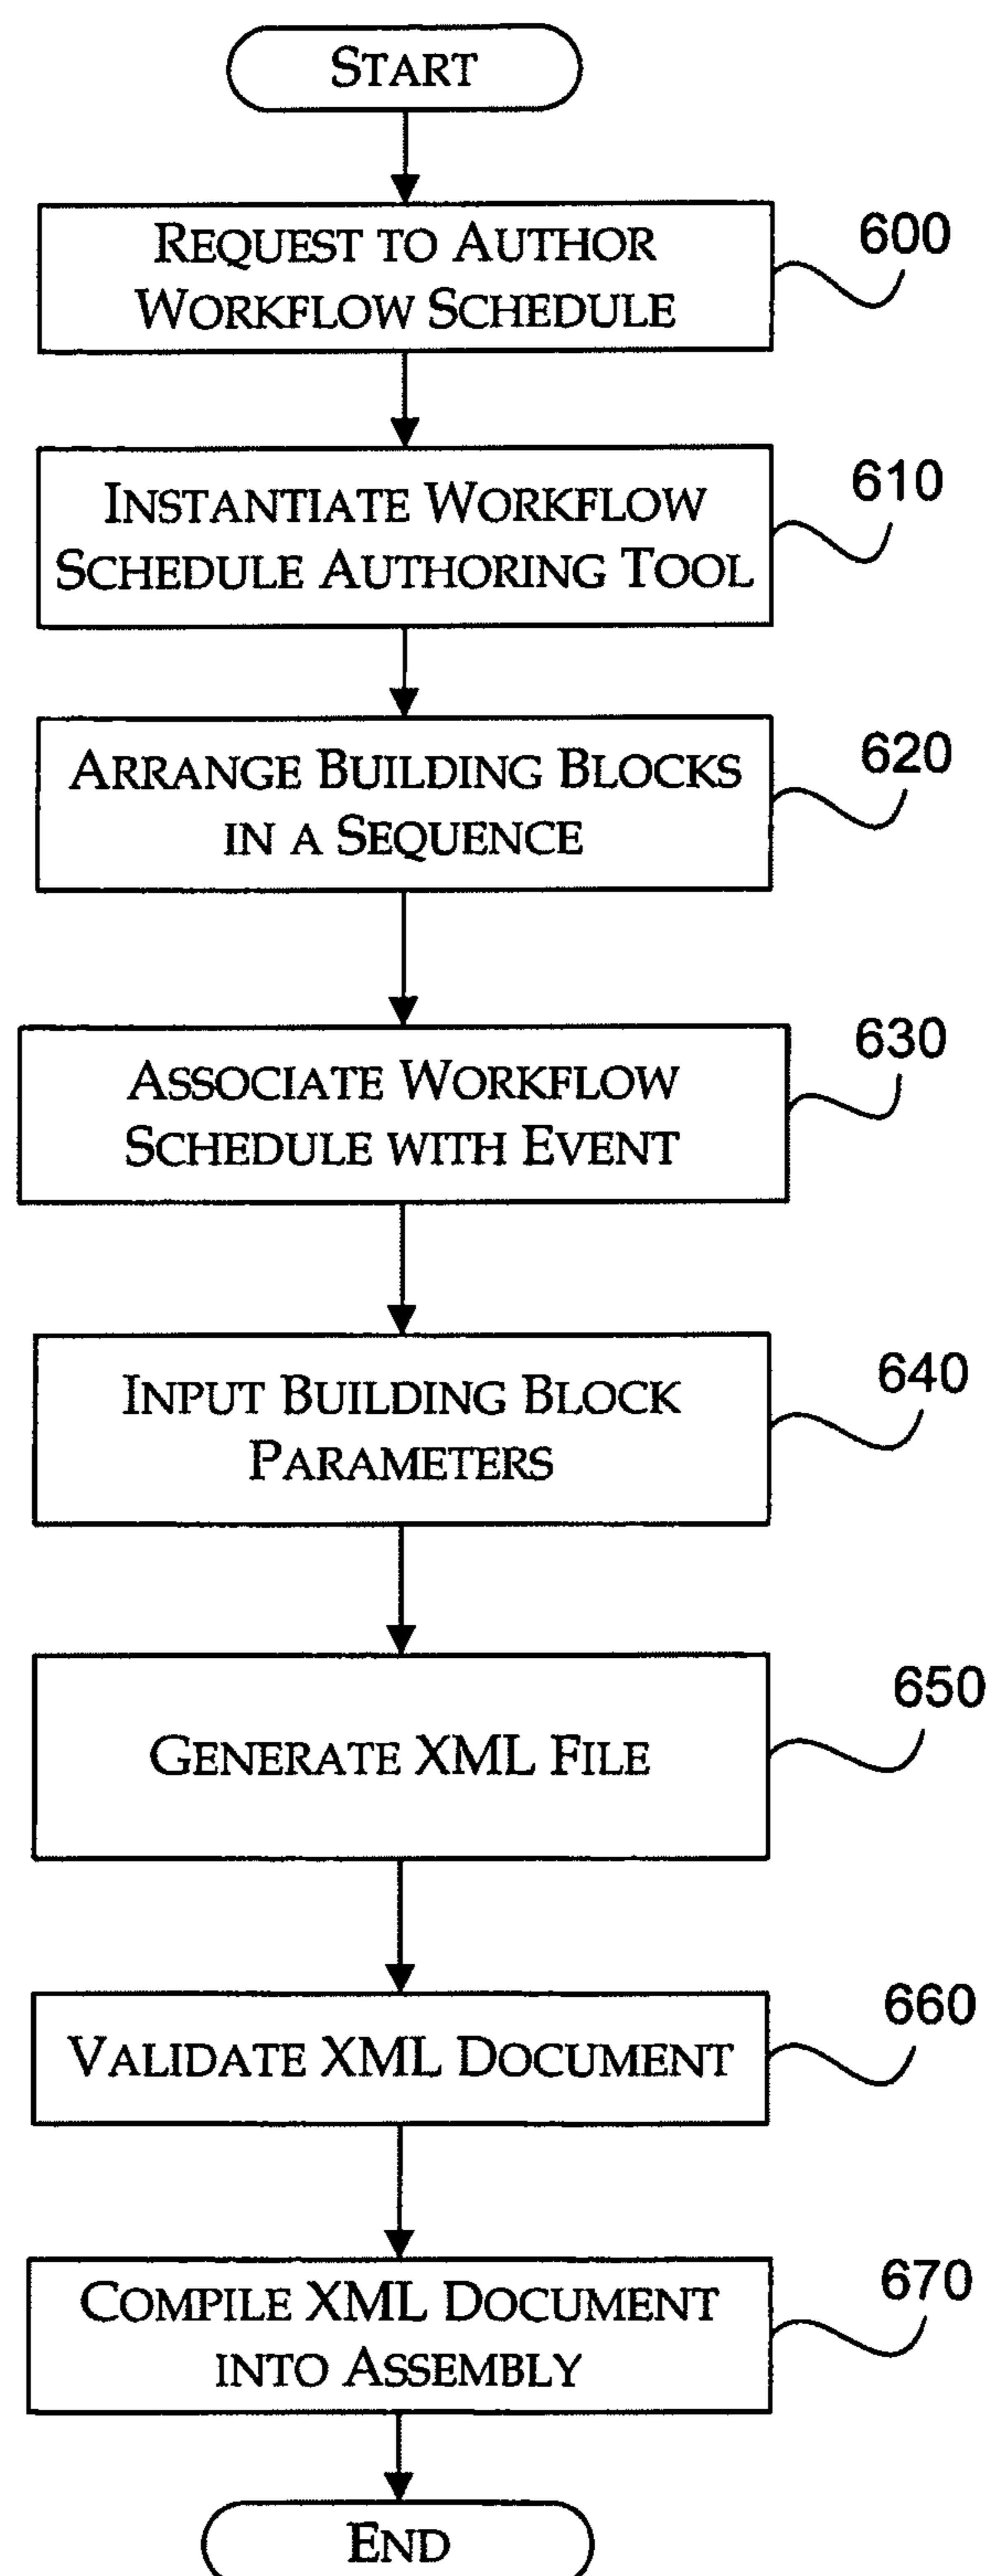 START
REQUEST TO AUTHOR
WORKFLOW SCHEDULE
600
INSTANTIATE WORKFLOW
SCHEDULE AUTHORING TOOL
610
ARRANGE BUILDING BLOCKS
IN A SEQUENCE
620
ASSOCIATE WORKFLOW
SCHEDULE WITH EVENT
630
INPUT BUILDING BLOCK
PARAMETERS
640
GENERATE XML FILE
650
VALIDATE XML DOCUMENT
660
COMPILE XML DOCUMENT
INTO ASSEMBLY
670
END